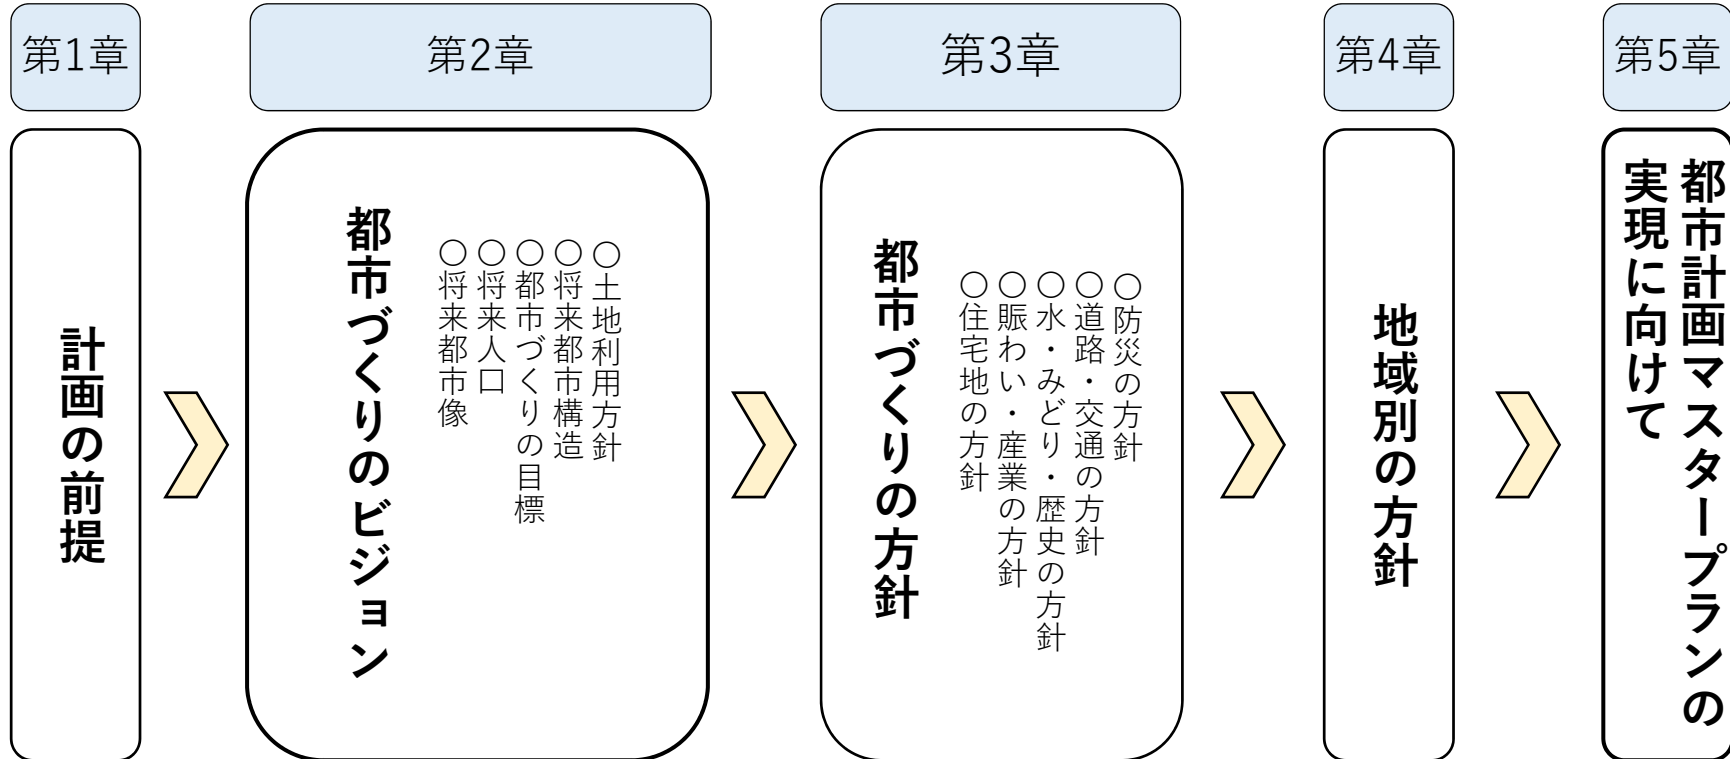 第1章
計画の前提
第2章
都市づくりのビジョン
○土地利用方針
○将来都市構造
○都市づくりの目標
○将来人口
○将来都市像
第3章
都市づくりの方針
○防災の方針
○道路・交通の方針
○水・みどり・歴史の方針
○賑わい・産業の方針
○住宅地の方針
第4章
地域別の方針
第5章
都市計画マスタープランの
実現に向けて